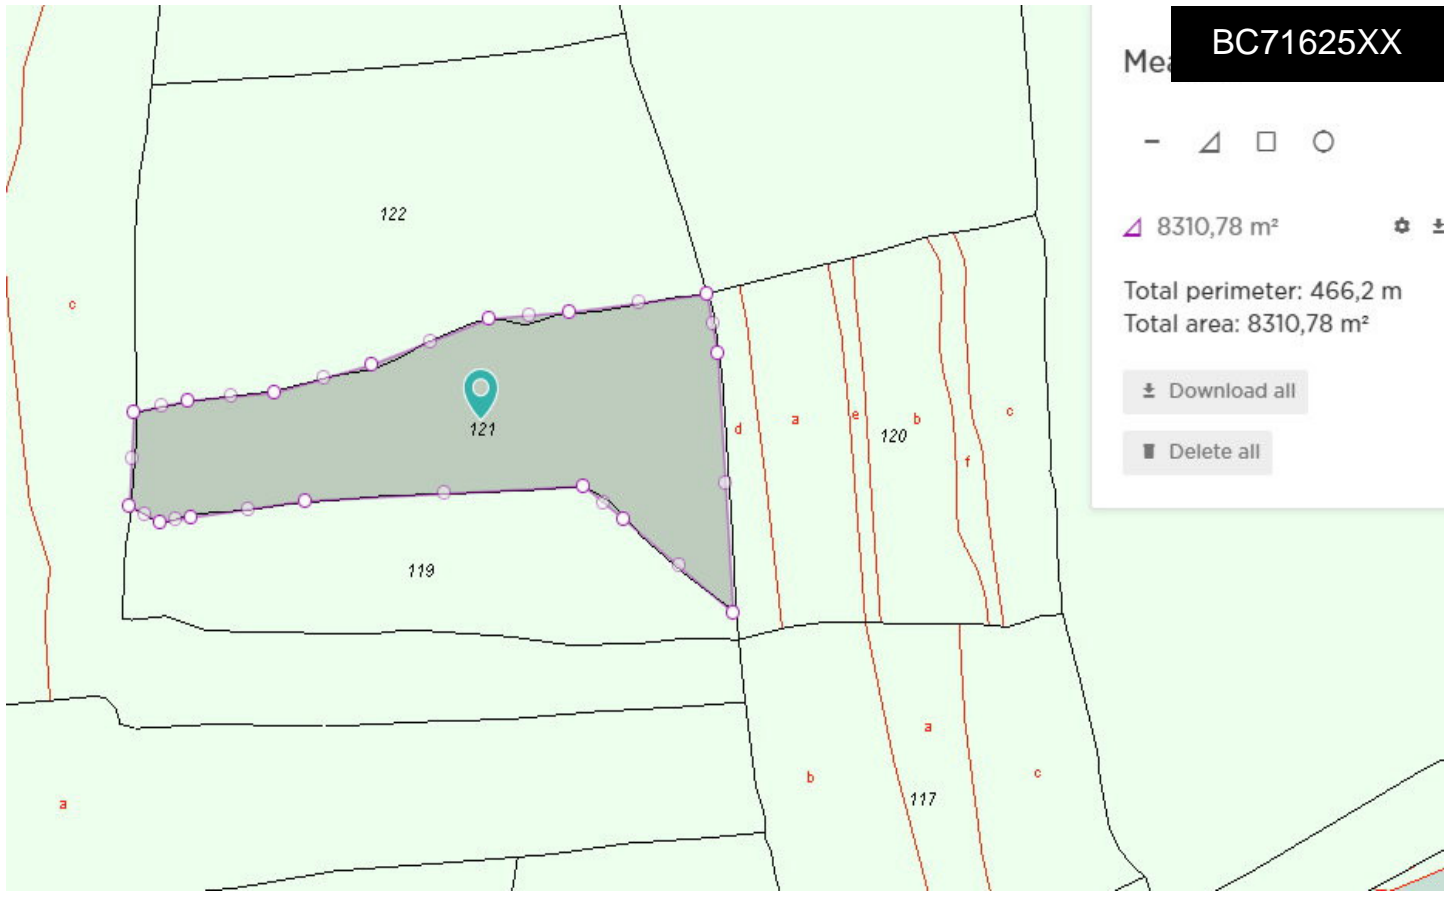 BC71625XX
Mea
8310,78 m²
Total perimeter: 466,2 m
Total area: 8310,78 m²
Download all
Delete all
122
c
121
d
a
e
b
120
f
c
119
a
b
a
117
c